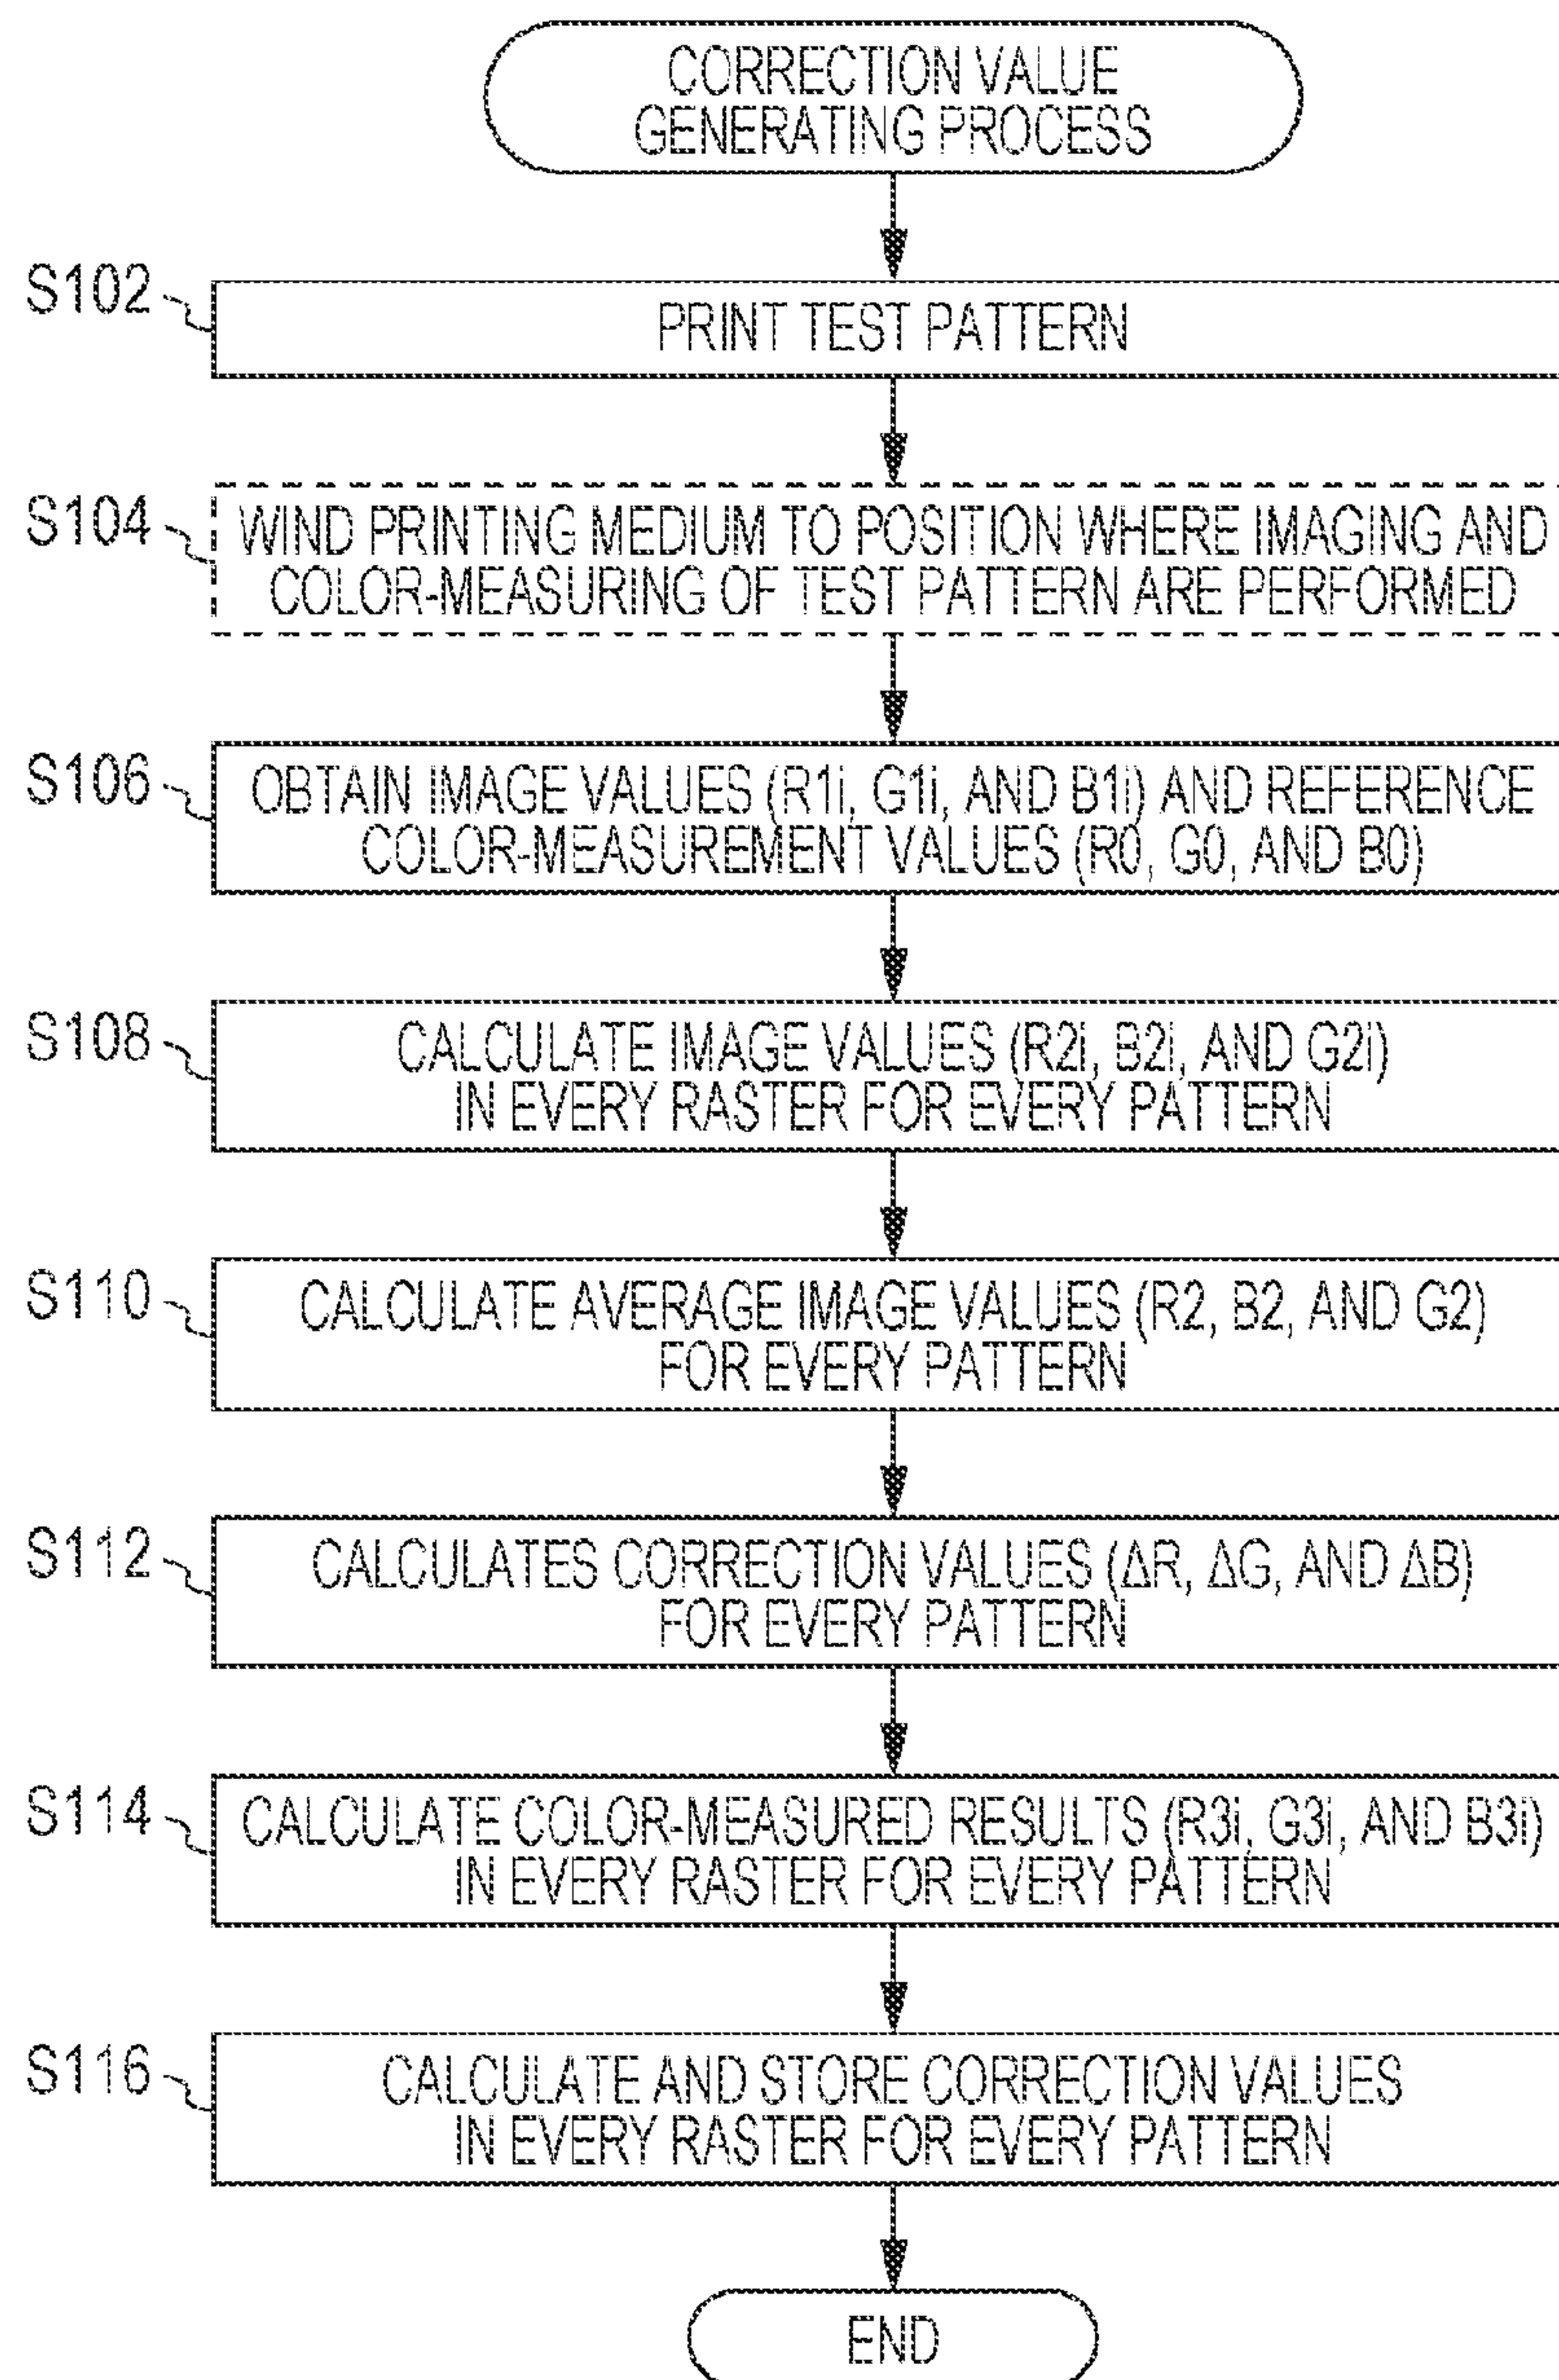 CORRECTION VALUE
GENERATING PROCESS
S102
PRINT TEST PATTERN
S104
WIND PRINTING MEDIUM TO POSITION WHERE IMAGING AND
COLOR-MEASURING OF TEST PATTERN ARE PERFORMED
S106
OBTAIN IMAGE VALUES (R1i, G1i, AND B1i) AND REFERENCE
COLOR-MEASUREMENT VALUES (R0, G0, AND B0)
S108
CALCULATE IMAGE VALUES (R2i, B2i, AND G2i)
IN EVERY RASTER FOR EVERY PATTERN
S110
CALCULATE AVERAGE IMAGE VALUES (R2, B2, AND G2)
FOR EVERY PATTERN
S112
CALCULATES CORRECTION VALUES (ΔR, ΔG, AND ΔB)
FOR EVERY PATTERN
S114
CALCULATE COLOR-MEASURED RESULTS (R3i, G3i, AND B3i)
IN EVERY RASTER FOR EVERY PATTERN
S116
CALCULATE AND STORE CORRECTION VALUES
IN EVERY RASTER FOR EVERY PATTERN
END